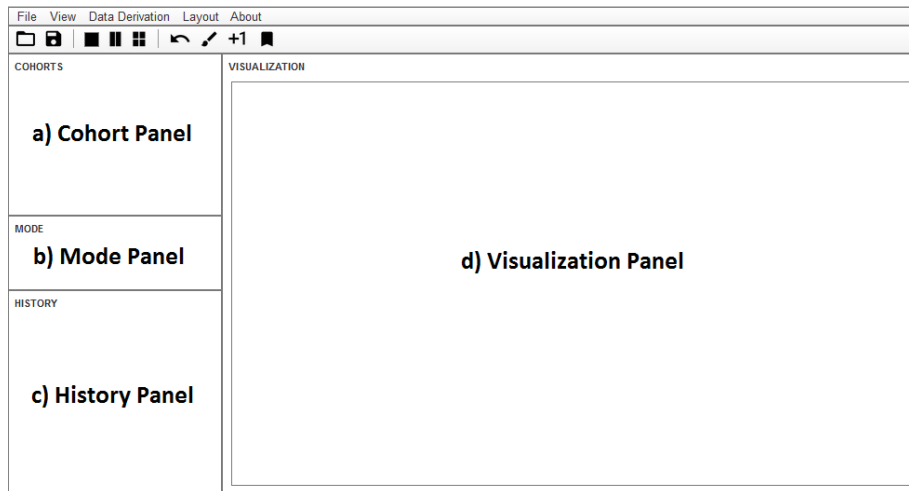 File View Data Derivation Layout About
+1
COHORTS
a) Cohort Panel
MODE
b) Mode Panel
HISTORY
c) History Panel
VISUALIZATION
d) Visualization Panel